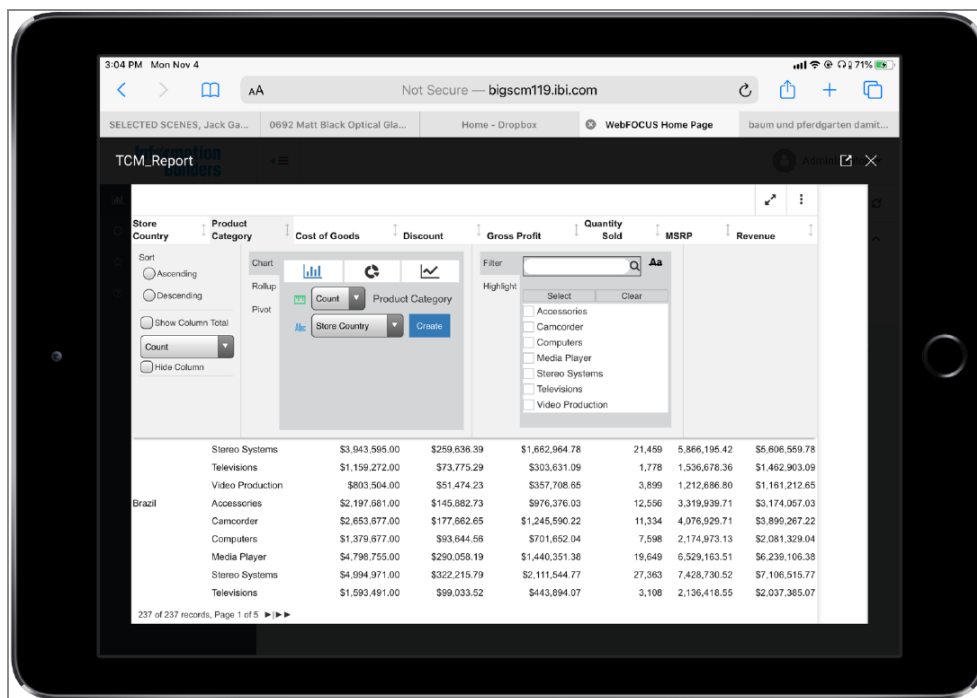 3:04 PM Mon Nov 4
71%
AA
Not Secure — bigscm119.ibi.com
SELECTED SCENES, Jack Ga...
0692 Matt Black Optical Gla...
Home - Dropbox
WebFOCUS Home Page
baum und pferdgarten damit...
TCM_Report
Information
Builders
Store Country Product Category Cost of Goods Discount Gross Profit Quantity Sold MSRP Revenue
Sort
Ascending
Descending
Show Column Total
Count
Hide Column
Chart
Rollup
Pivot
Count Product Category
Abc Store Country Create
Filter
Aa
Highlight
Select Clear
Accessories
Camcorder
Computers
Media Player
Stereo Systems
Televisions
Video Production
Stereo Systems $3,943,595.00 $259,636.39 $1,662,964.78 21,459 5,866,195.42 $5,606,559.78
Televisions $1,159,272.00 $73,775.29 $303,631.09 1,778 1,536,678.36 $1,462,903.09
Video Production $803,504.00 $51,474.23 $357,708.65 3,899 1,212,686.80 $1,161,212.65
Brazil Accessories $2,197,681.00 $145,882.73 $976,376.03 12,556 3,319,939.71 $3,174,057.03
Camcorder $2,653,677.00 $177,662.65 $1,245,590.22 11,334 4,076,929.71 $3,899,267.22
Computers $1,379,677.00 $93,644.56 $701,652.04 7,598 2,174,973.13 $2,081,329.04
Media Player $4,798,755.00 $290,058.19 $1,440,351.38 19,649 6,529,163.51 $6,239,106.38
Stereo Systems $4,994,971.00 $322,215.79 $2,111,544.77 27,363 7,428,730.52 $7,106,515.77
Televisions $1,593,491.00 $99,033.52 $443,894.07 3,108 2,136,418.55 $2,037,385.07
237 of 237 records, Page 1 of 5